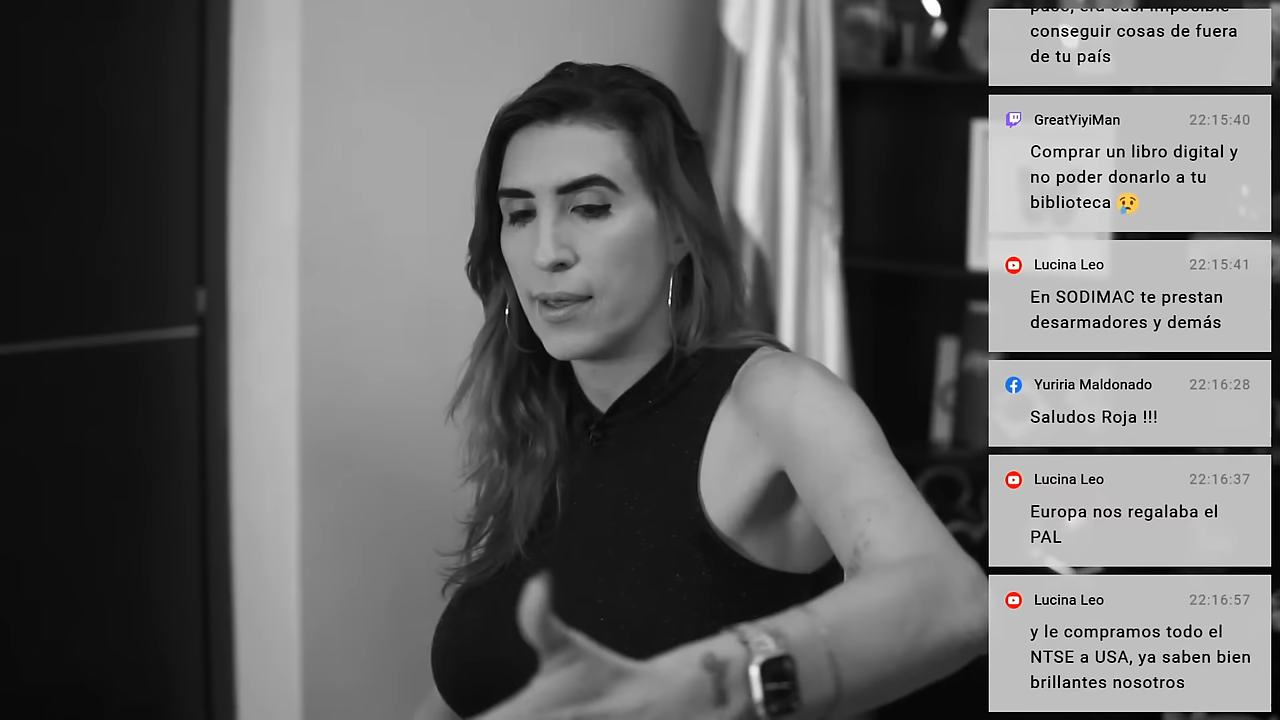 conseguir cosas de fuera
de tu país
GreatYiyiMan 22:15:40
Comprar un libro digital y
no poder donarlo a tu
biblioteca 😢
Lucina Leo 22:15:41
En SODIMAC te prestan
desarmadores y demás
Yuriria Maldonado 22:16:28
Saludos Roja !!!
Lucina Leo 22:16:37
Europa nos regalaba el
PAL
Lucina Leo 22:16:57
y le compramos todo el
NTSE a USA, ya saben bien
brillantes nosotros